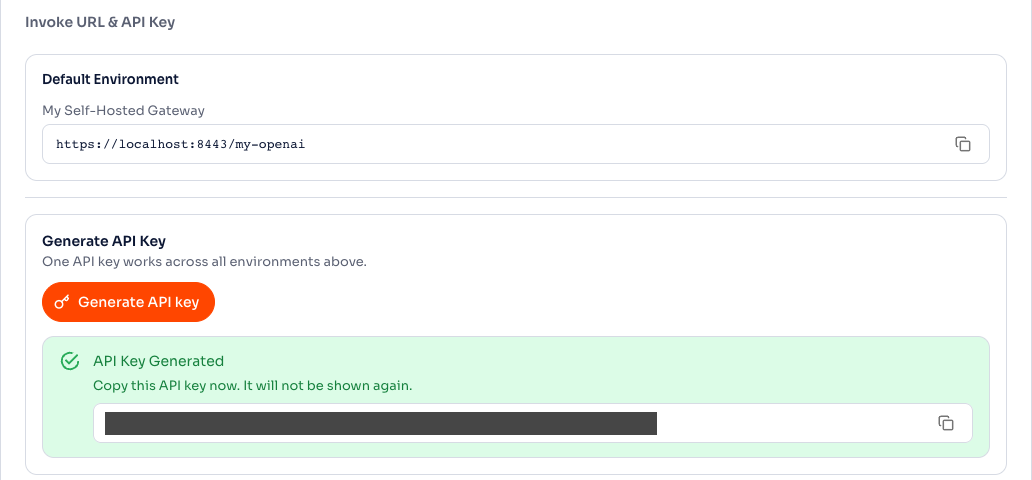 Invoke URL & API Key
Default Environment
My Self-Hosted Gateway
https://localhost:8443/my-openai
Generate API Key
One API key works across all environments above.
Generate API key
API Key Generated
Copy this API key now. It will not be shown again.